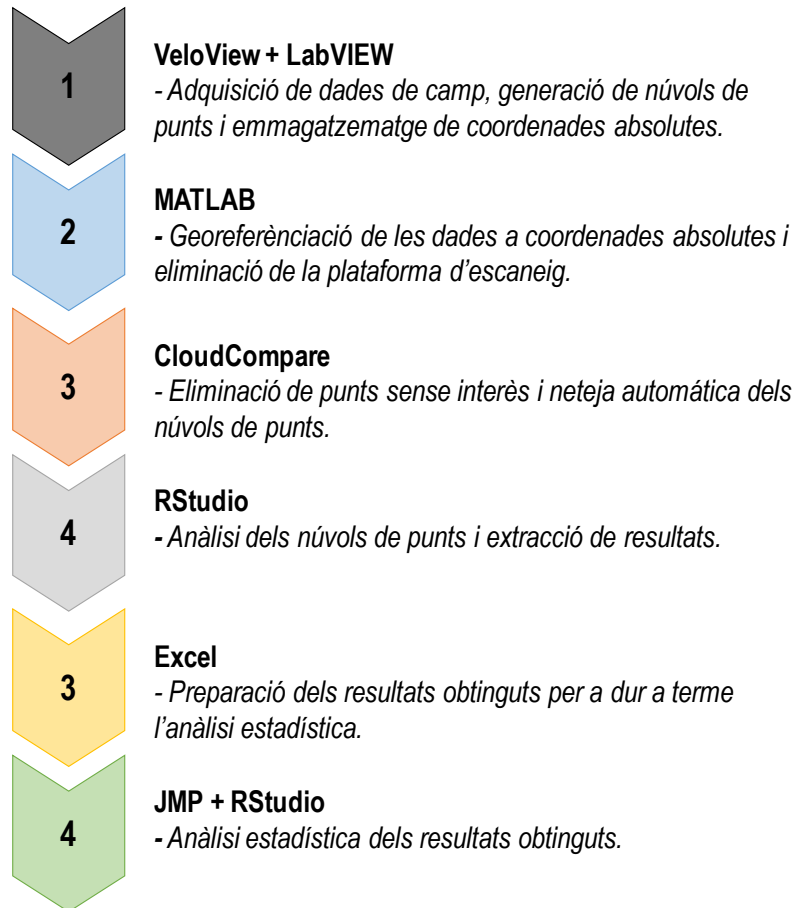 1
VeloView + LabVIEW
- Adquisició de dades de camp, generació de núvols de
punts i emmagatzematge de coordenades absolutes.
2
MATLAB
- Georeferènciació de les dades a coordenades absolutes i
eliminació de la plataforma d’escaneig.
3
CloudCompare
- Eliminació de punts sense interès i neteja automática dels
núvols de punts.
4
RStudio
- Anàlisi dels núvols de punts i extracció de resultats.
3
Excel
- Preparació dels resultats obtinguts per a dur a terme
l’anàlisi estadística.
4
JMP + RStudio
- Anàlisi estadística dels resultats obtinguts.